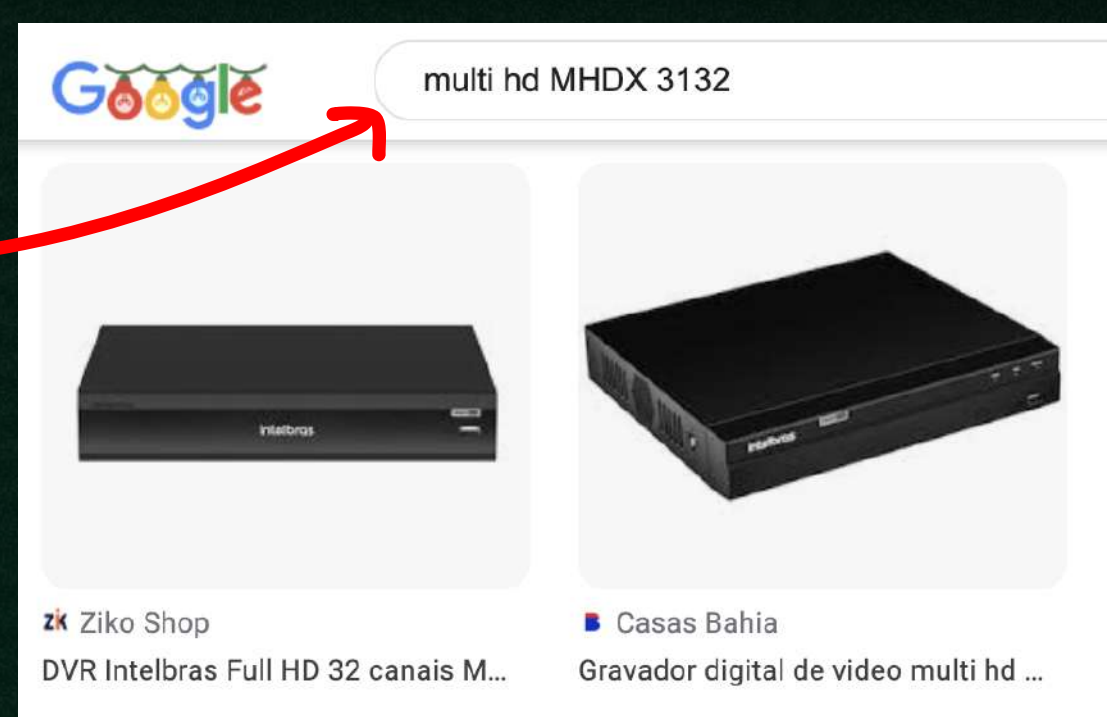 Google
multi hd MHDX 3132
intelbras
intelbras
Ziko Shop
DVR Intelbras Full HD 32 canais M...
Casas Bahia
Gravador digital de video multi hd ...